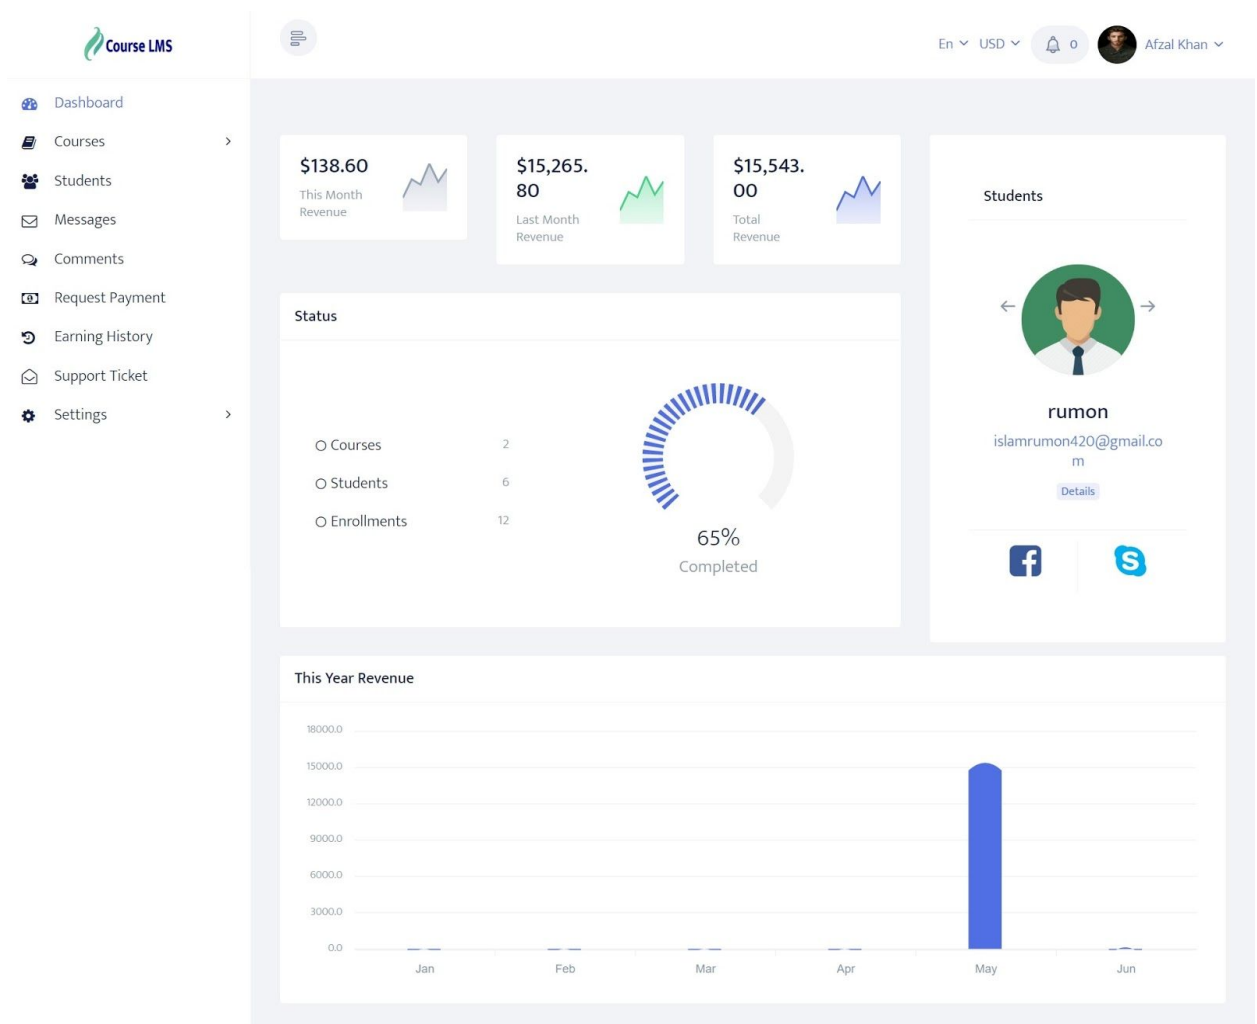 Course LMS
En
USD
0
Afzal Khan
Dashboard
Courses
Students
Messages
Comments
Request Payment
Earning History
Support Ticket
Settings
$138.60
This Month
Revenue
$15,265.
80
Last Month
Revenue
$15,543.
00
Total
Revenue
Students
rumon
islamrumon420@gmail.co
m
Details
Status
Courses 2
Students 6
Enrollments 12
65%
Completed
This Year Revenue
18000.0
15000.0
12000.0
9000.0
6000.0
3000.0
0.0
Jan Feb Mar Apr May Jun